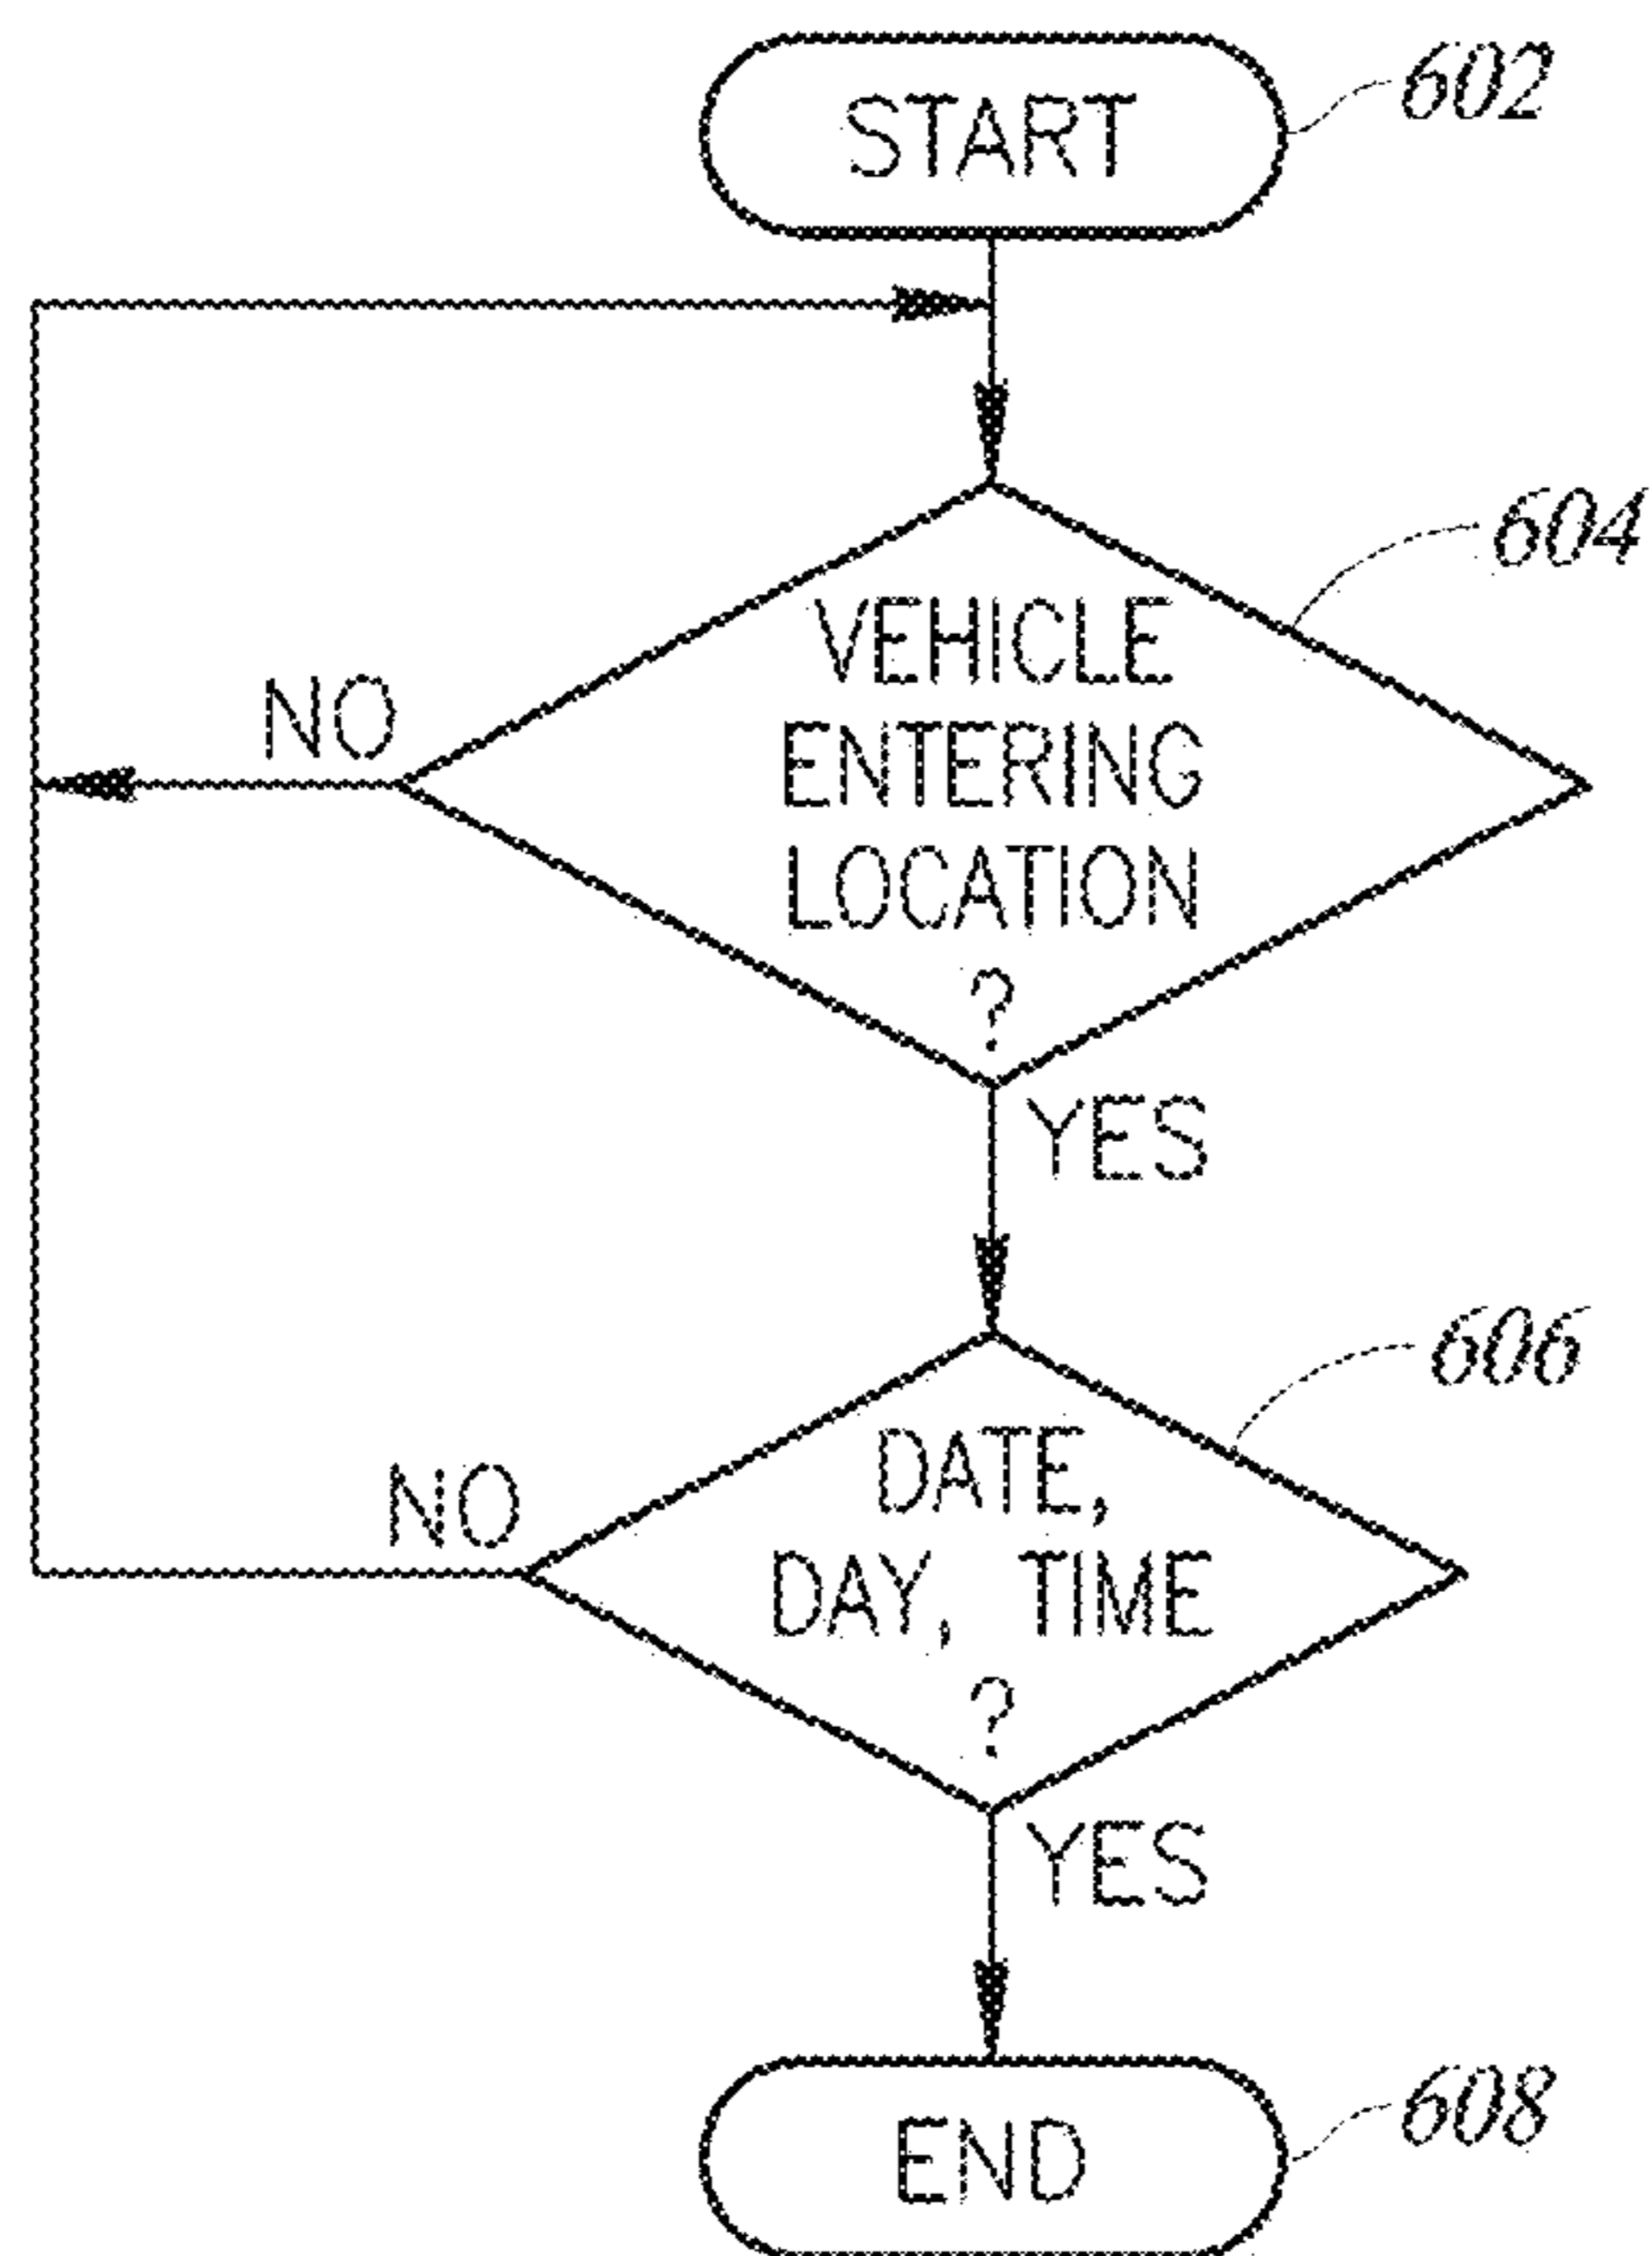 START
602
604
VEHICLE
ENTERING
LOCATION
?
NO
YES
606
DATE,
DAY, TIME
?
NO
YES
END
608